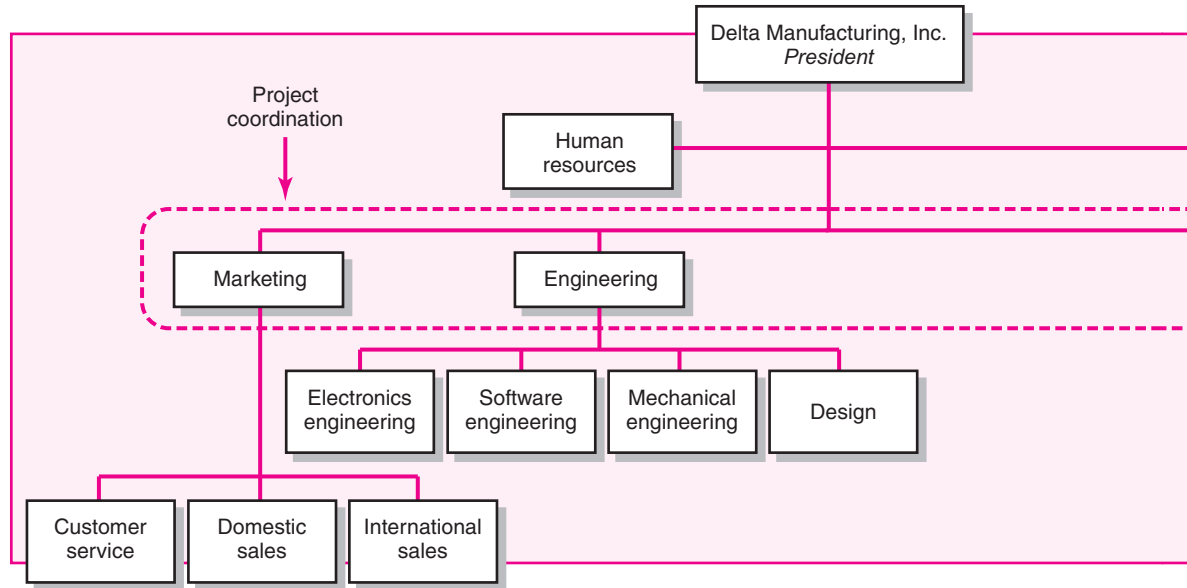 Delta Manufacturing, Inc.
President
Project
coordination
Human
resources
Marketing
Engineering
Electronics
engineering
Software
engineering
Mechanical
engineering
Design
Customer
service
Domestic
sales
International
sales